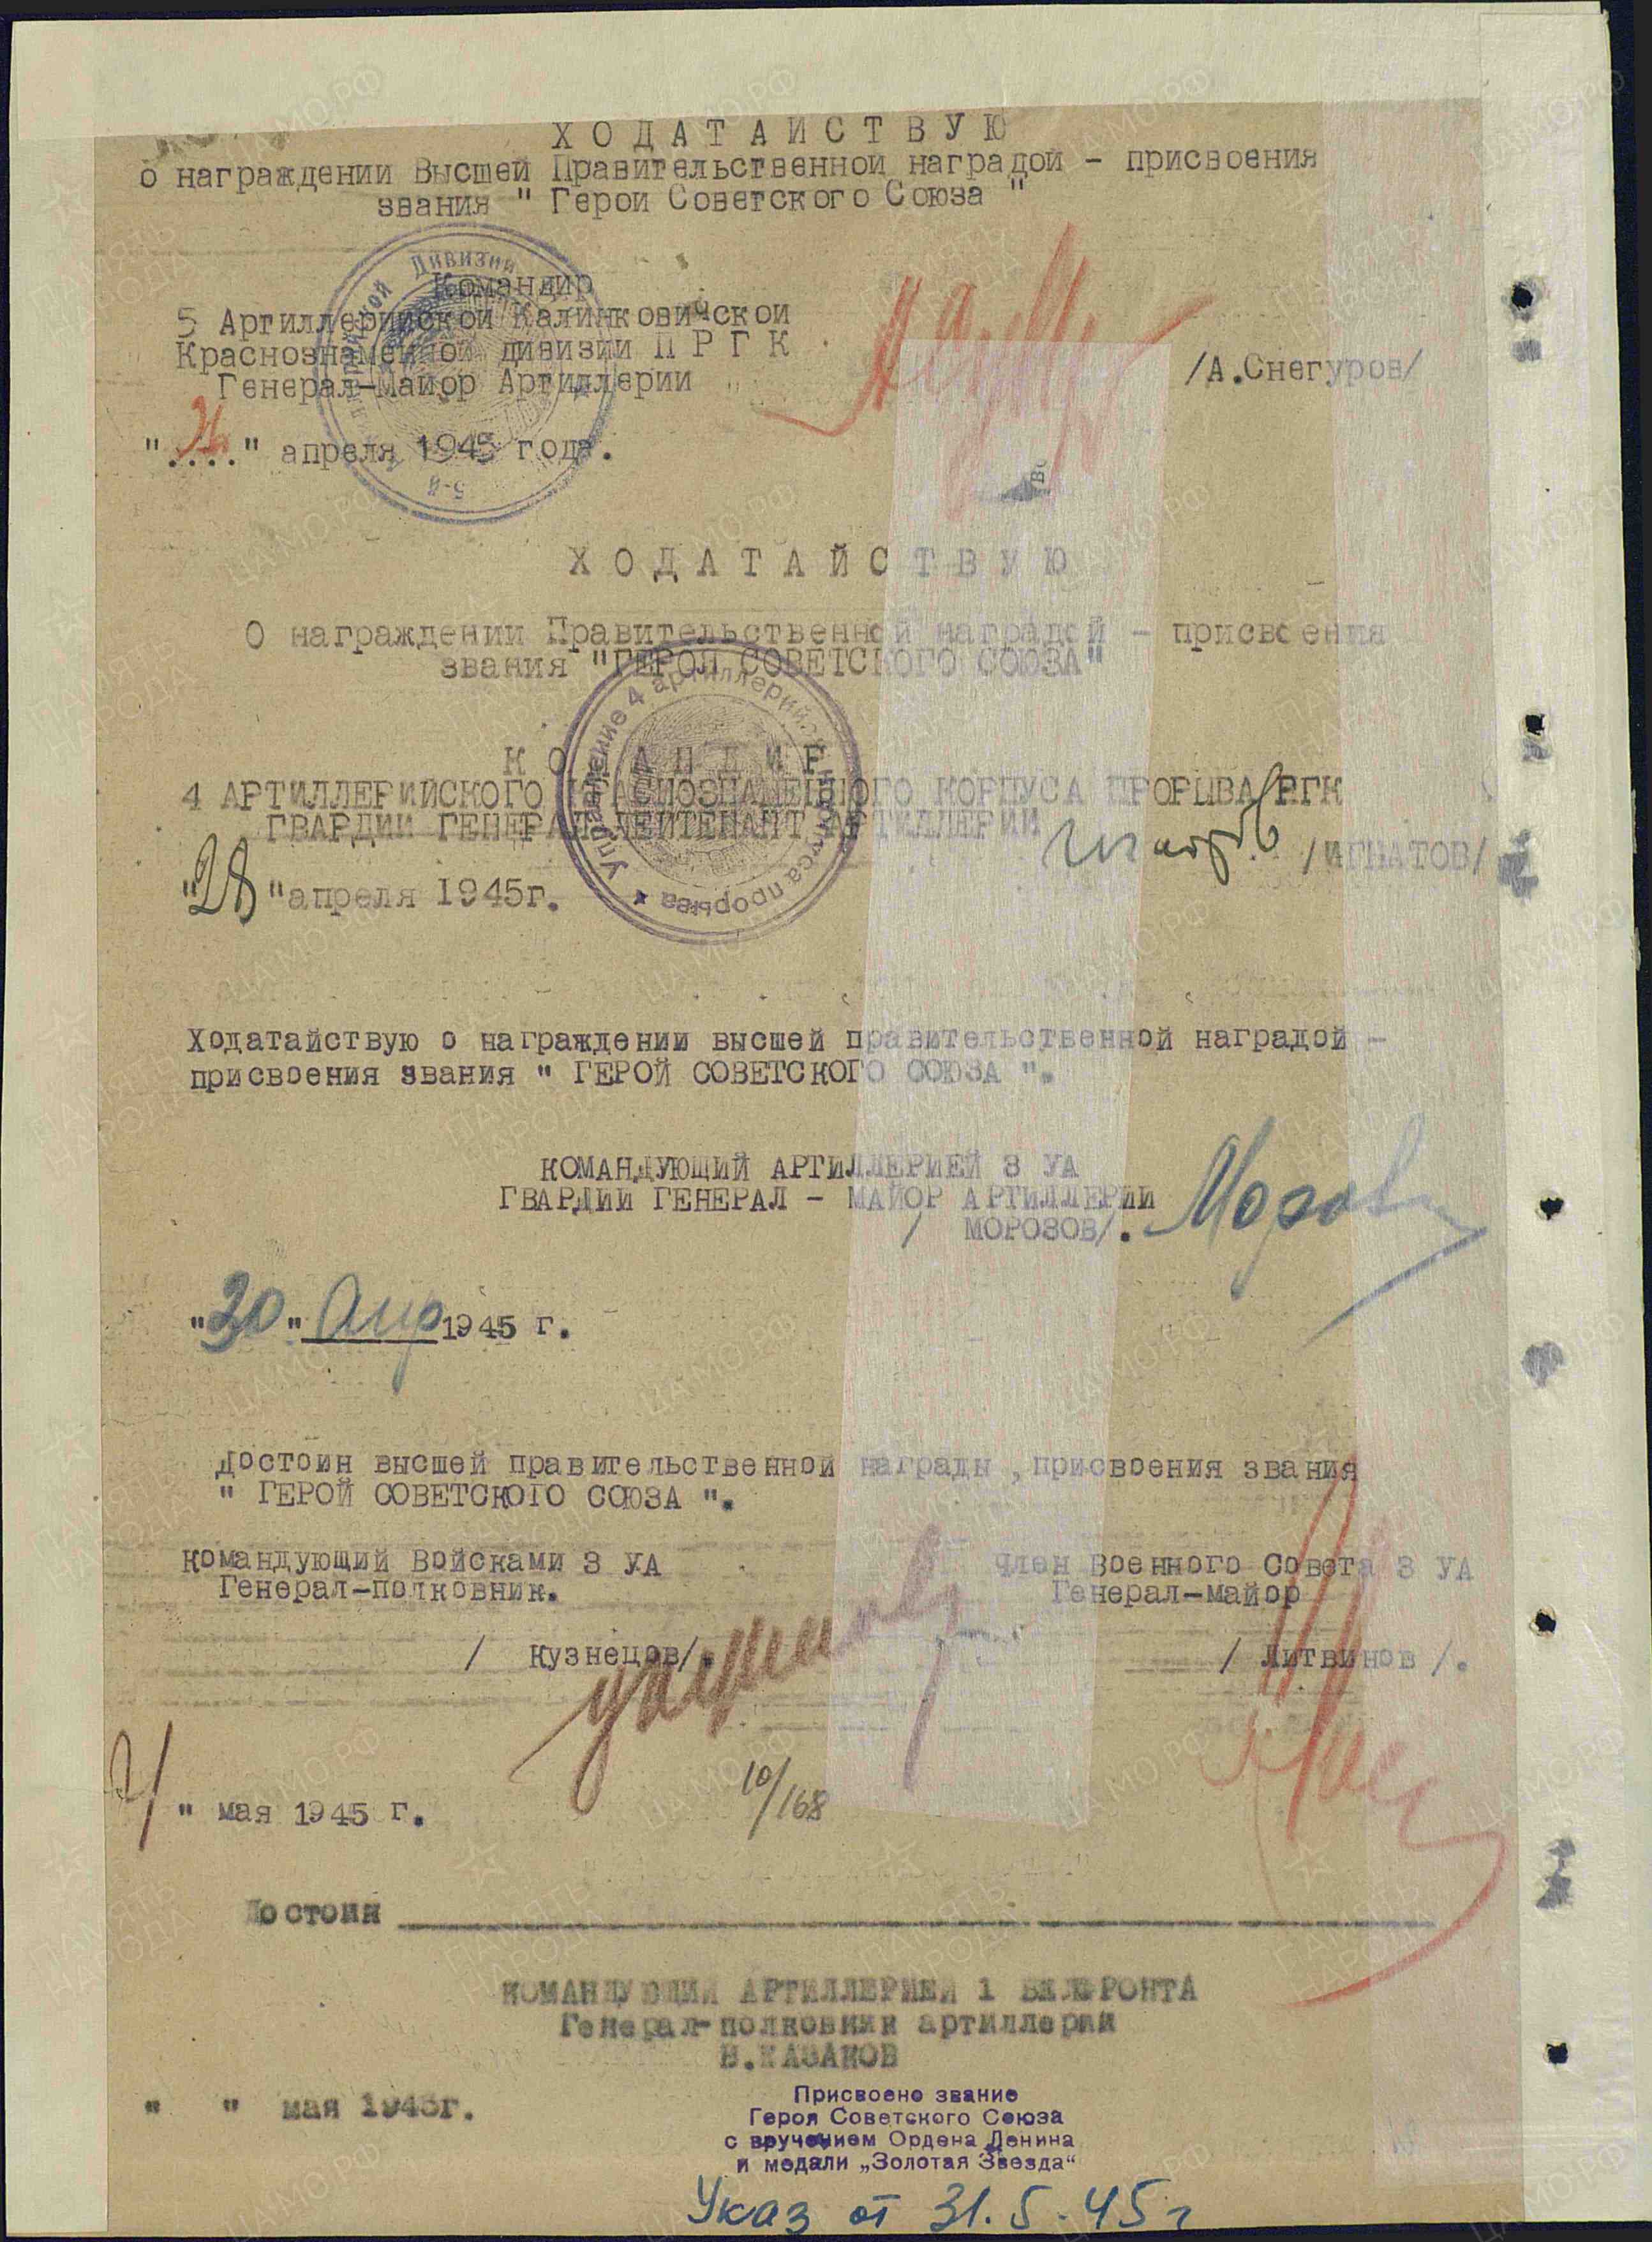 ХОДАТАЙСТВУЮ
о награждении Высшей Правительственной наградой - присвоения
звания " Герои Советского Союза "
Командир
5 Артиллерийской Калинковичской
Краснознаменной дивизии П Р Г К
Генерал-Майор Артиллерии
/А.Снегуров/
"...." апреля 1945 года.
ХОДАТАЙСТВУЮ
О награждении Правительственной наградой - присвоения
звания "ГЕРОЯ СОВЕТСКОГО СОЮЗА"
КОМАНДИР
4 АРТИЛЛЕРИЙСКОГО КРАСНОЗНАМЕННОГО КОРПУСА ПРОРЫВА РГК
ГВАРДИИ ГЕНЕРАЛ-ЛЕЙТЕНАНТ АРТИЛЛЕРИИ
/ИГНАТОВ/
"28" апреля 1945г.
Ходатайствую о награждении высшей правительственной наградой -
присвоения звания " ГЕРОЙ СОВЕТСКОГО СОЮЗА ".
КОМАНДУЮЩИЙ АРТИЛЛЕРИЕЙ 3 УА
ГВАРДИИ ГЕНЕРАЛ - МАЙОР АРТИЛЛЕРИИ
/ МОРОЗОВ/.
"30" Апр 1945 г.
Достоин высшей правительственной награды , присвоения звания
" ГЕРОЙ СОВЕТСКОГО СОЮЗА ".
Командующий Войсками 3 УА Член Военного Совета 3 УА
Генерал-полковник. Генерал-майор
/ Кузнецов/. / Литвинов /.
" мая 1945 г.
10/168
Достоин
КОМАНДУЮЩИЙ АРТИЛЛЕРИЕЙ 1 БЕЛФРОНТА
Генерал-полковник артиллерии
В.КАЗАКОВ
" " мая 1945г.
Присвоено звание
Героя Советского Союза
с вручением Ордена Ленина
и медали „Золотая Звезда“
Указ от 31.5.45г